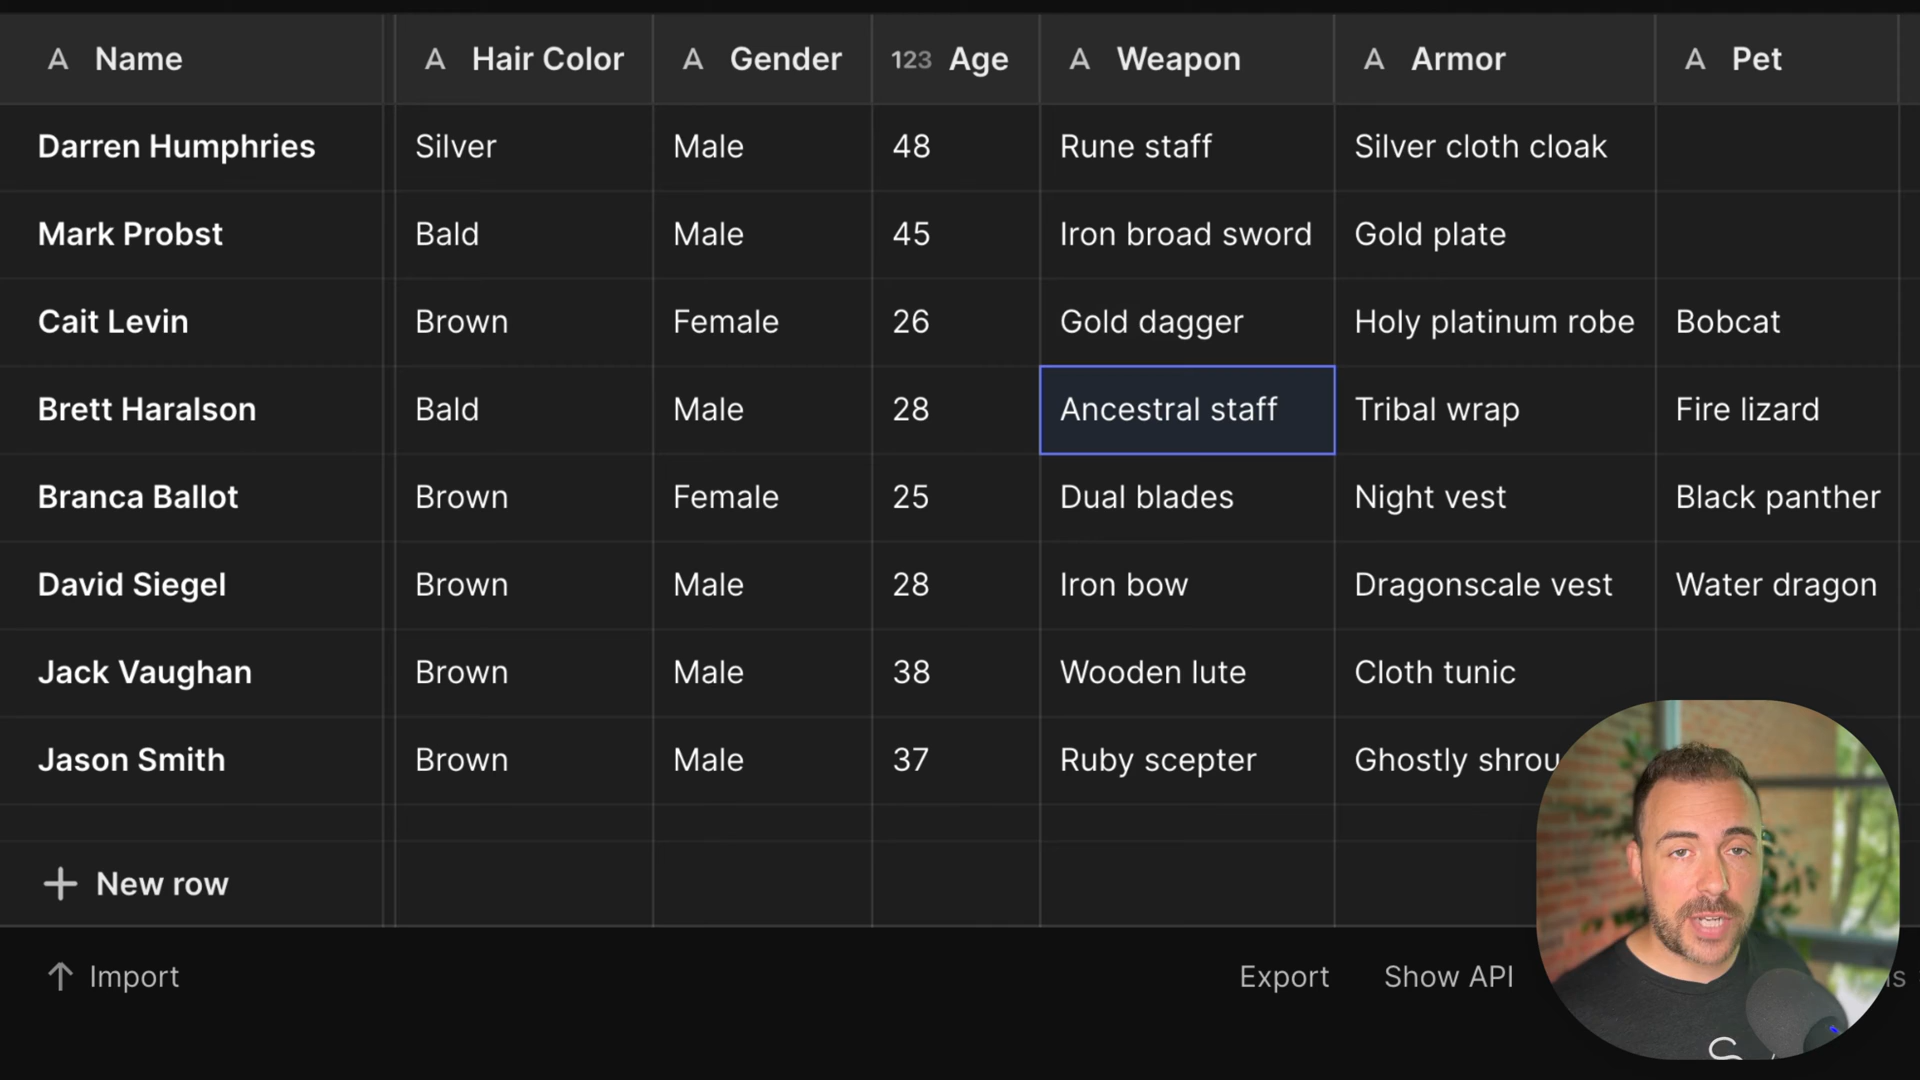 A Name A Hair Color A Gender 123 Age A Weapon A Armor A Pet
Darren Humphries Silver Male 48 Rune staff Silver cloth cloak
Mark Probst Bald Male 45 Iron broad sword Gold plate
Cait Levin Brown Female 26 Gold dagger Holy platinum robe Bobcat
Brett Haralson Bald Male 28 Ancestral staff Tribal wrap Fire lizard
Branca Ballot Brown Female 25 Dual blades Night vest Black panther
David Siegel Brown Male 28 Iron bow Dragonscale vest Water dragon
Jack Vaughan Brown Male 38 Wooden lute Cloth tunic
Jason Smith Brown Male 37 Ruby scepter Ghostly
New row
Import Export Show API